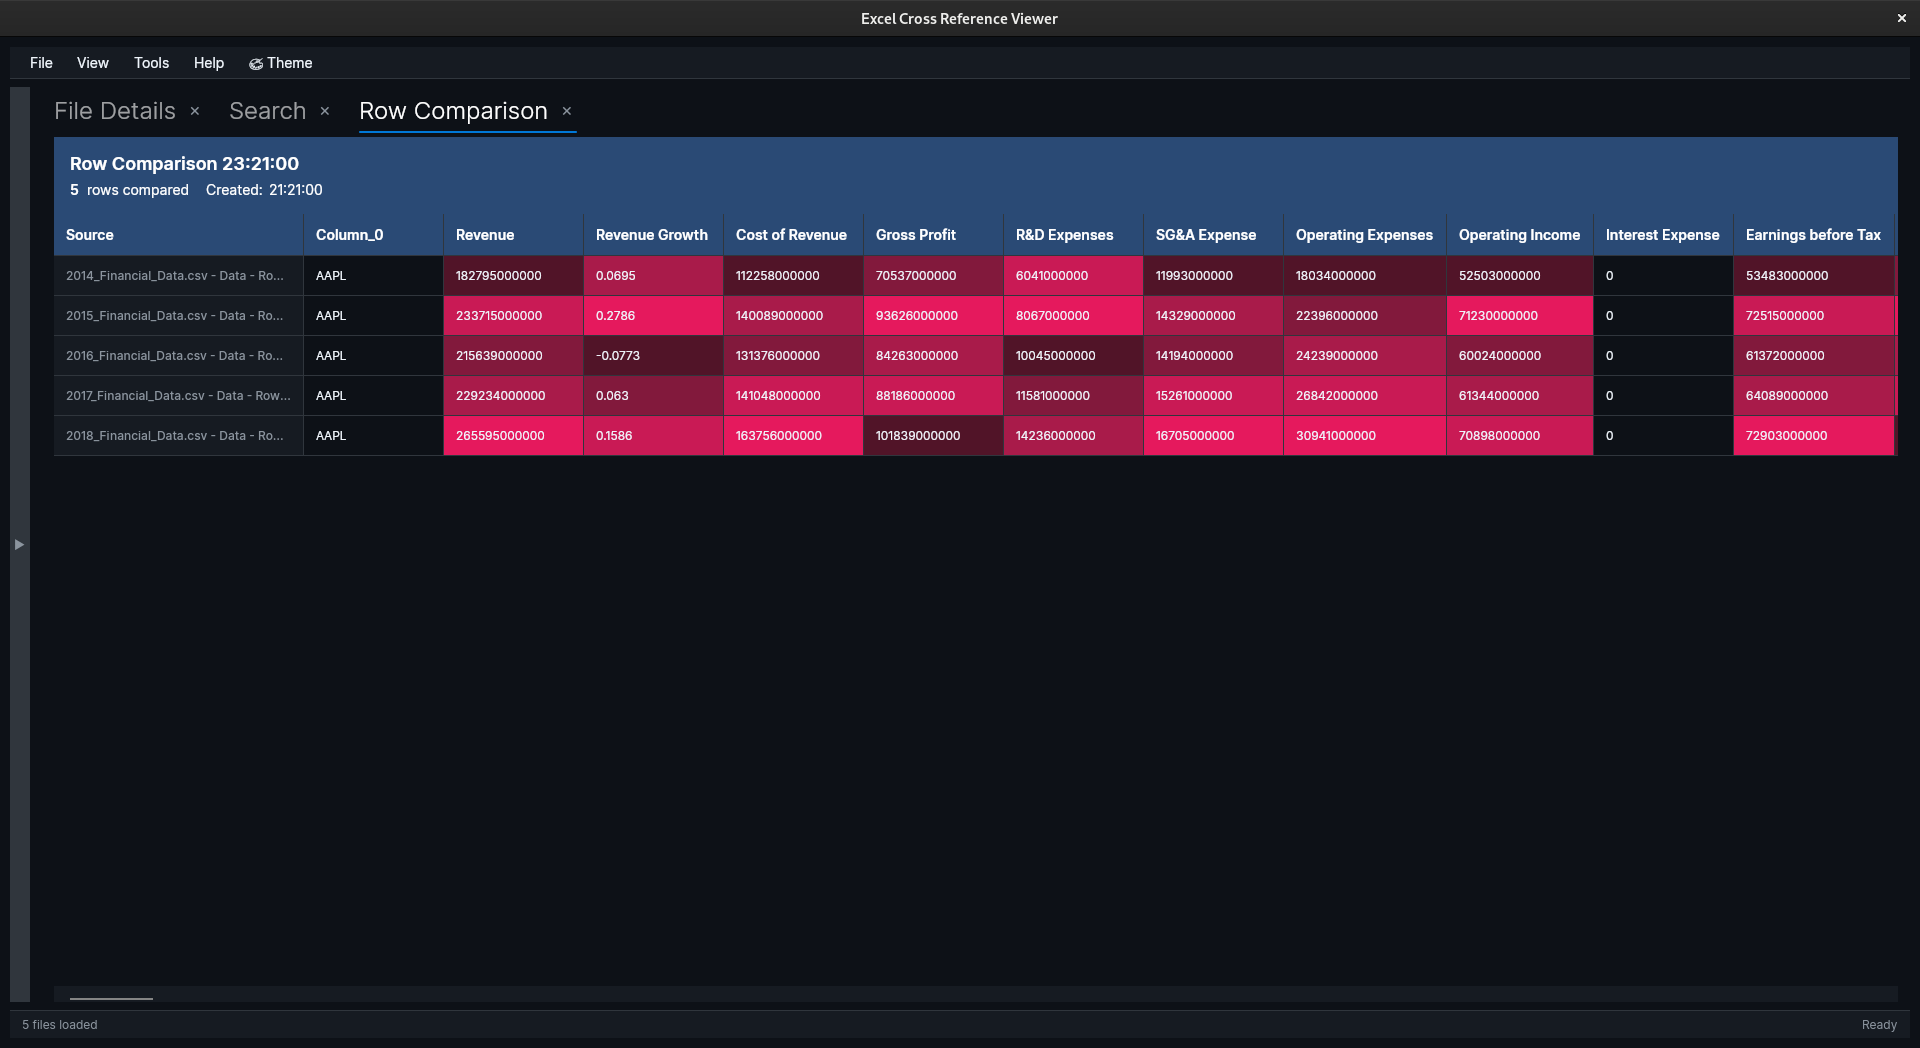 Excel Cross Reference Viewer
File View Tools Help Theme
File Details Search Row Comparison
Row Comparison 23:21:00
5 rows compared Created: 21:21:00
Source Column_0 Revenue Revenue Growth Cost of Revenue Gross Profit R&D Expenses SG&A Expense Operating Expenses Operating Income Interest Expense Earnings before Tax
2014_Financial_Data.csv - Data - Ro... AAPL 182795000000 0.0695 112258000000 70537000000 6041000000 11993000000 18034000000 52503000000 0 53483000000
2015_Financial_Data.csv - Data - Ro... AAPL 233715000000 0.2786 140089000000 93626000000 8067000000 14329000000 22396000000 71230000000 0 72515000000
2016_Financial_Data.csv - Data - Ro... AAPL 215639000000 -0.0773 131376000000 84263000000 10045000000 14194000000 24239000000 60024000000 0 61372000000
2017_Financial_Data.csv - Data - Row... AAPL 229234000000 0.063 141048000000 88186000000 11581000000 15261000000 26842000000 61344000000 0 64089000000
2018_Financial_Data.csv - Data - Ro... AAPL 265595000000 0.1586 163756000000 101839000000 14236000000 16705000000 30941000000 70898000000 0 72903000000
5 files loaded Ready